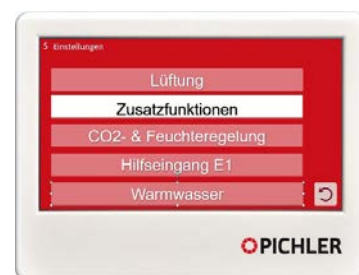 5 Einstellungen
Lüftung
Zusatzfunktionen
CO2- & Feuchteregelung
Hilfseingang E1
Warmwasser
PICHLER